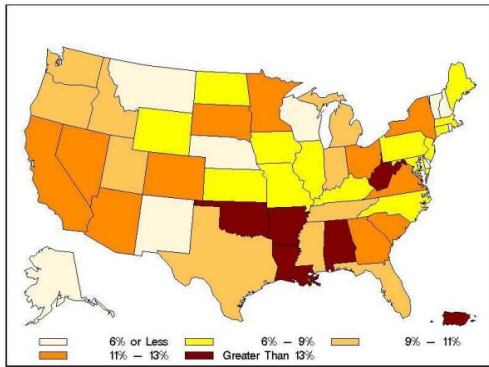 6% or Less 6% - 9% 9% - 11%
11% - 13% Greater Than 13%